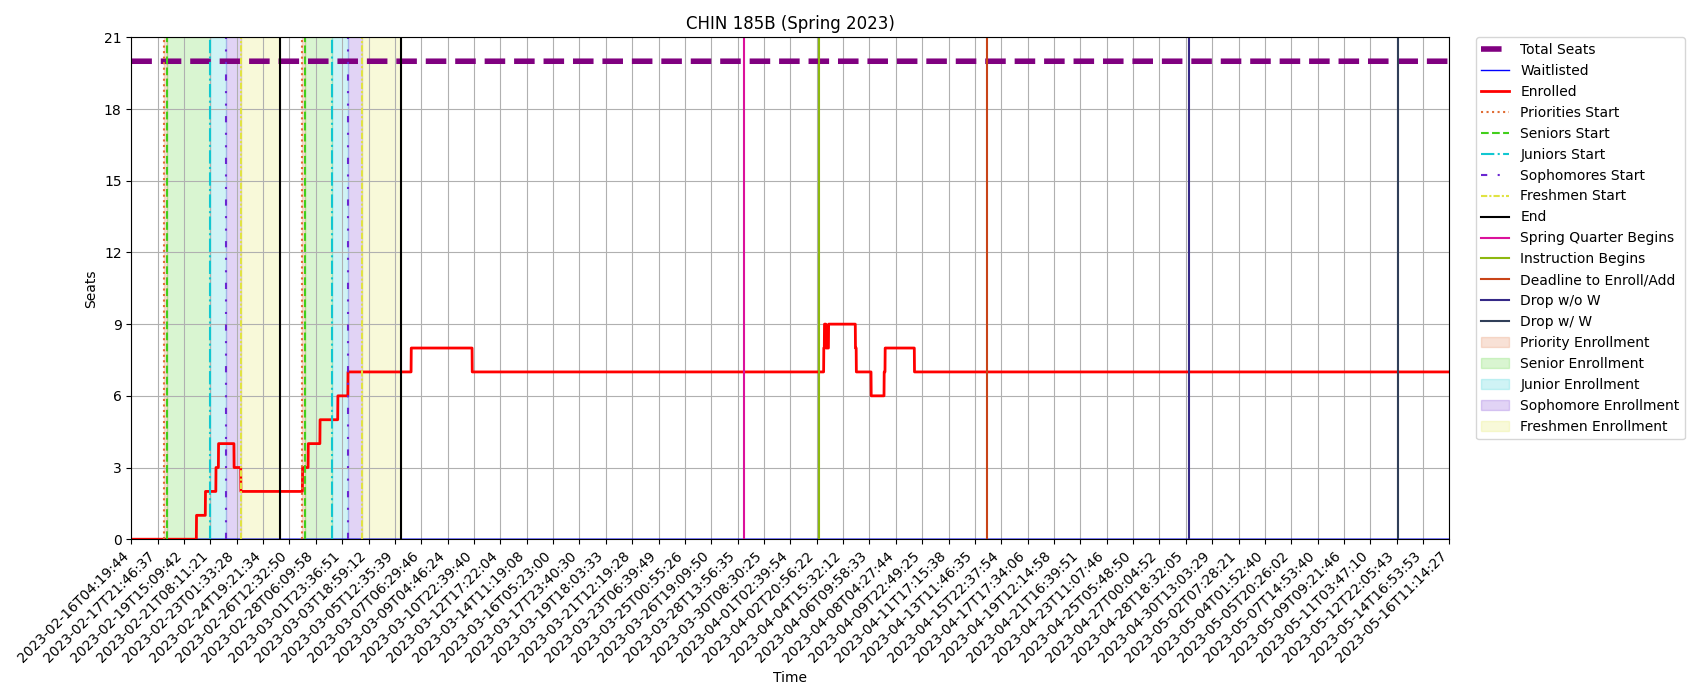 CHIN 185B (Spring 2023)
21
18
15
12
9
6
3
0
Seats
2023-02-16T04:19:44
2023-02-17T21:46:37
2023-02-19T15:09:42
2023-02-21T08:11:21
2023-02-23T01:33:28
2023-02-24T19:21:34
2023-02-26T12:32:50
2023-02-28T06:09:58
2023-03-01T23:36:51
2023-03-03T18:59:12
2023-03-05T12:35:39
2023-03-07T06:29:46
2023-03-09T04:46:24
2023-03-10T22:39:40
2023-03-12T17:22:04
2023-03-14T11:19:08
2023-03-16T05:23:00
2023-03-17T23:40:30
2023-03-19T18:03:33
2023-03-21T12:19:28
2023-03-23T06:39:49
2023-03-25T00:55:26
2023-03-26T19:09:50
2023-03-28T13:56:35
2023-03-30T08:30:25
2023-04-01T02:39:54
2023-04-02T20:56:22
2023-04-04T15:32:12
2023-04-06T09:58:33
2023-04-08T04:27:44
2023-04-09T22:49:25
2023-04-11T17:15:38
2023-04-13T11:46:35
2023-04-15T22:37:54
2023-04-17T17:34:06
2023-04-19T12:14:58
2023-04-21T16:39:51
2023-04-23T11:07:46
2023-04-25T05:48:50
2023-04-27T00:04:52
2023-04-28T18:32:05
2023-04-30T13:03:29
2023-05-02T07:28:21
2023-05-04T01:52:40
2023-05-05T20:26:02
2023-05-07T14:53:40
2023-05-09T09:21:46
2023-05-11T03:47:10
2023-05-12T22:05:43
2023-05-14T16:53:53
2023-05-16T11:14:27
Time
Total Seats
Waitlisted
Enrolled
Priorities Start
Seniors Start
Juniors Start
Sophomores Start
Freshmen Start
End
Spring Quarter Begins
Instruction Begins
Deadline to Enroll/Add
Drop w/o W
Drop w/ W
Priority Enrollment
Senior Enrollment
Junior Enrollment
Sophomore Enrollment
Freshmen Enrollment